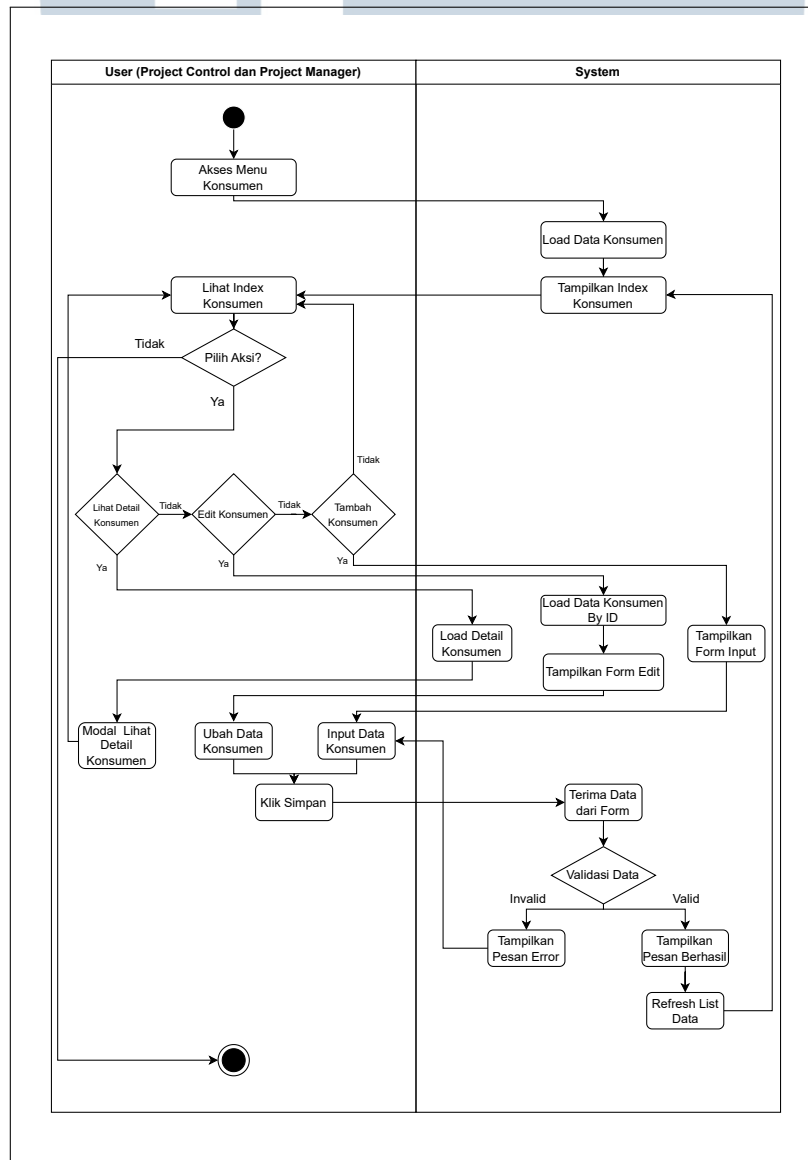 User (Project Control dan Project Manager)
System
Akses Menu
Konsumen
Load Data Konsumen
Lihat Index
Konsumen
Tampilkan Index
Konsumen
Tidak
Pilih Aksi?
Ya
Tidak
Lihat Detail
Konsumen
Tidak
Edit Konsumen
Tidak
Tambah
Konsumen
Ya
Ya
Ya
Load Data Konsumen
By ID
Load Detail
Konsumen
Tampilkan
Form Input
Tampilkan Form Edit
Modal Lihat
Detail
Konsumen
Ubah Data
Konsumen
Input Data
Konsumen
Klik Simpan
Terima Data
dari Form
Validasi Data
Invalid
Valid
Tampilkan
Pesan Error
Tampilkan
Pesan Berhasil
Refresh List
Data